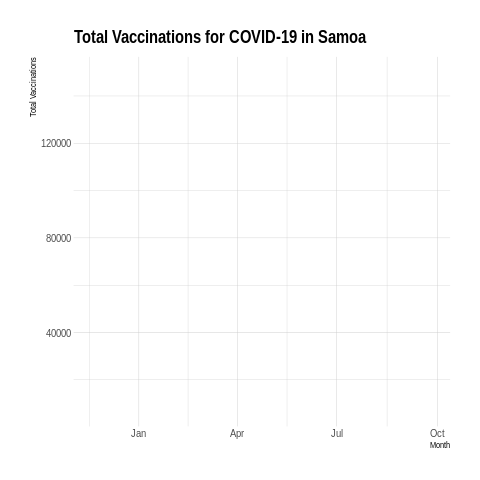 Total Vaccinations for COVID-19 in Samoa
Total Vaccinations
120000
80000
40000
Jan Apr Jul Oct
Month